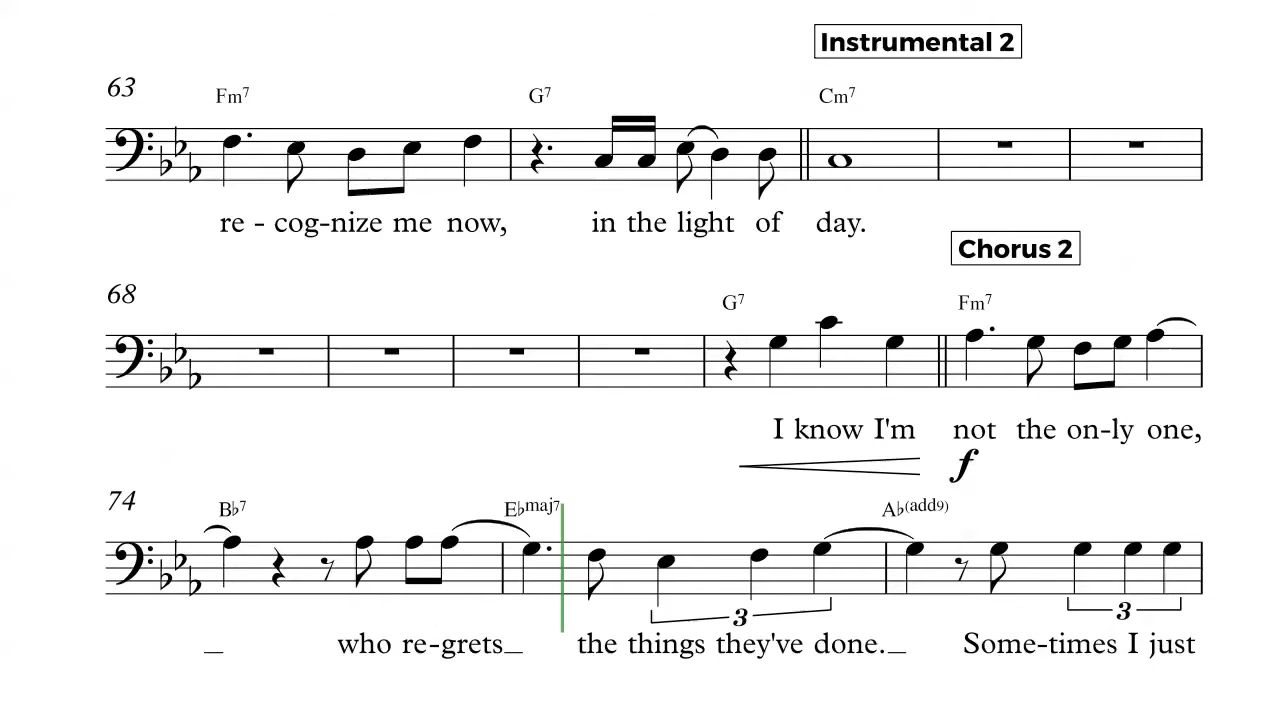 Instrumental 2
63
Fm7 G7 Cm7
re - cog-nize me now, in the light of day.
Chorus 2
68
G7 Fm7
I know I'm not the on-ly one,
f
74
B♭7 E♭maj7 A♭(add9)
3 3
_ who re-grets_ the things they've done._ Some-times I just